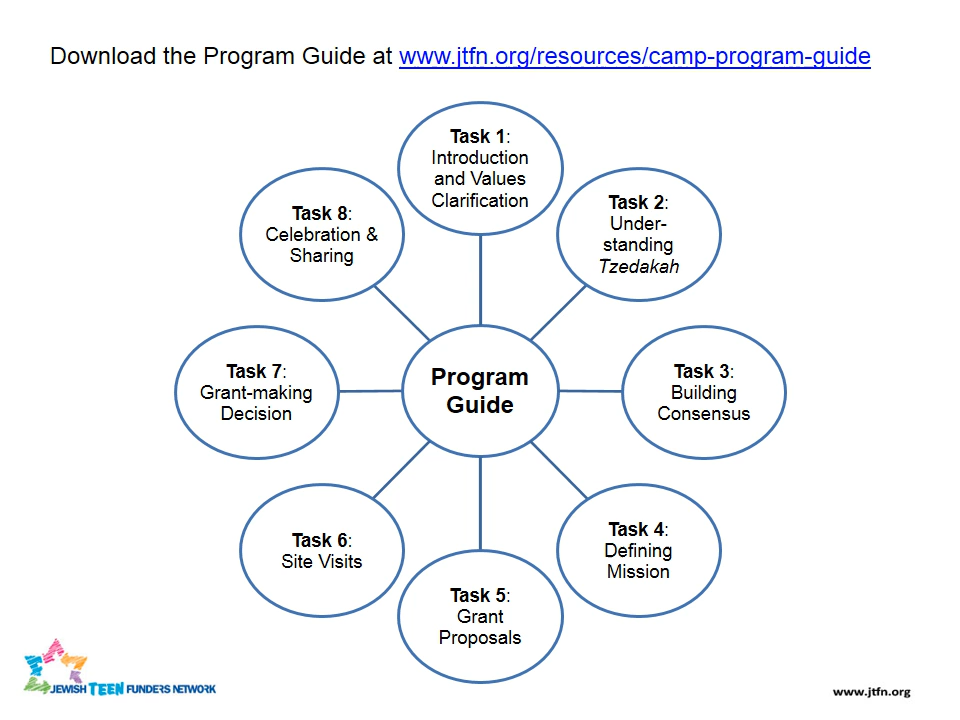 Download the Program Guide at www.jtfn.org/resources/camp-program-guide
Task 1:
Introduction
and Values
Clarification
Task 2:
Under-
standing
Tzedakah
Task 3:
Building
Consensus
Task 4:
Defining
Mission
Task 5:
Grant
Proposals
Task 6:
Site Visits
Task 7:
Grant-making
Decision
Task 8:
Celebration &
Sharing
Program
Guide
JEWISH TEEN FUNDERS NETWORK
www.jtfn.org